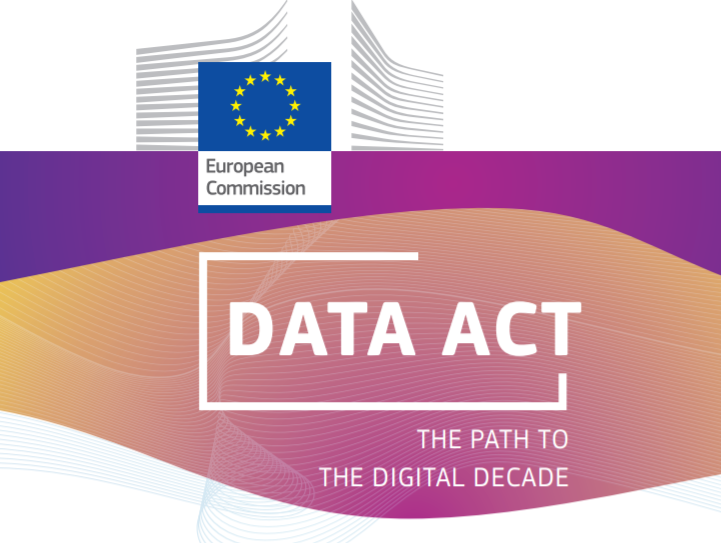 European
Commission
DATA ACT
THE PATH TO
THE DIGITAL DECADE